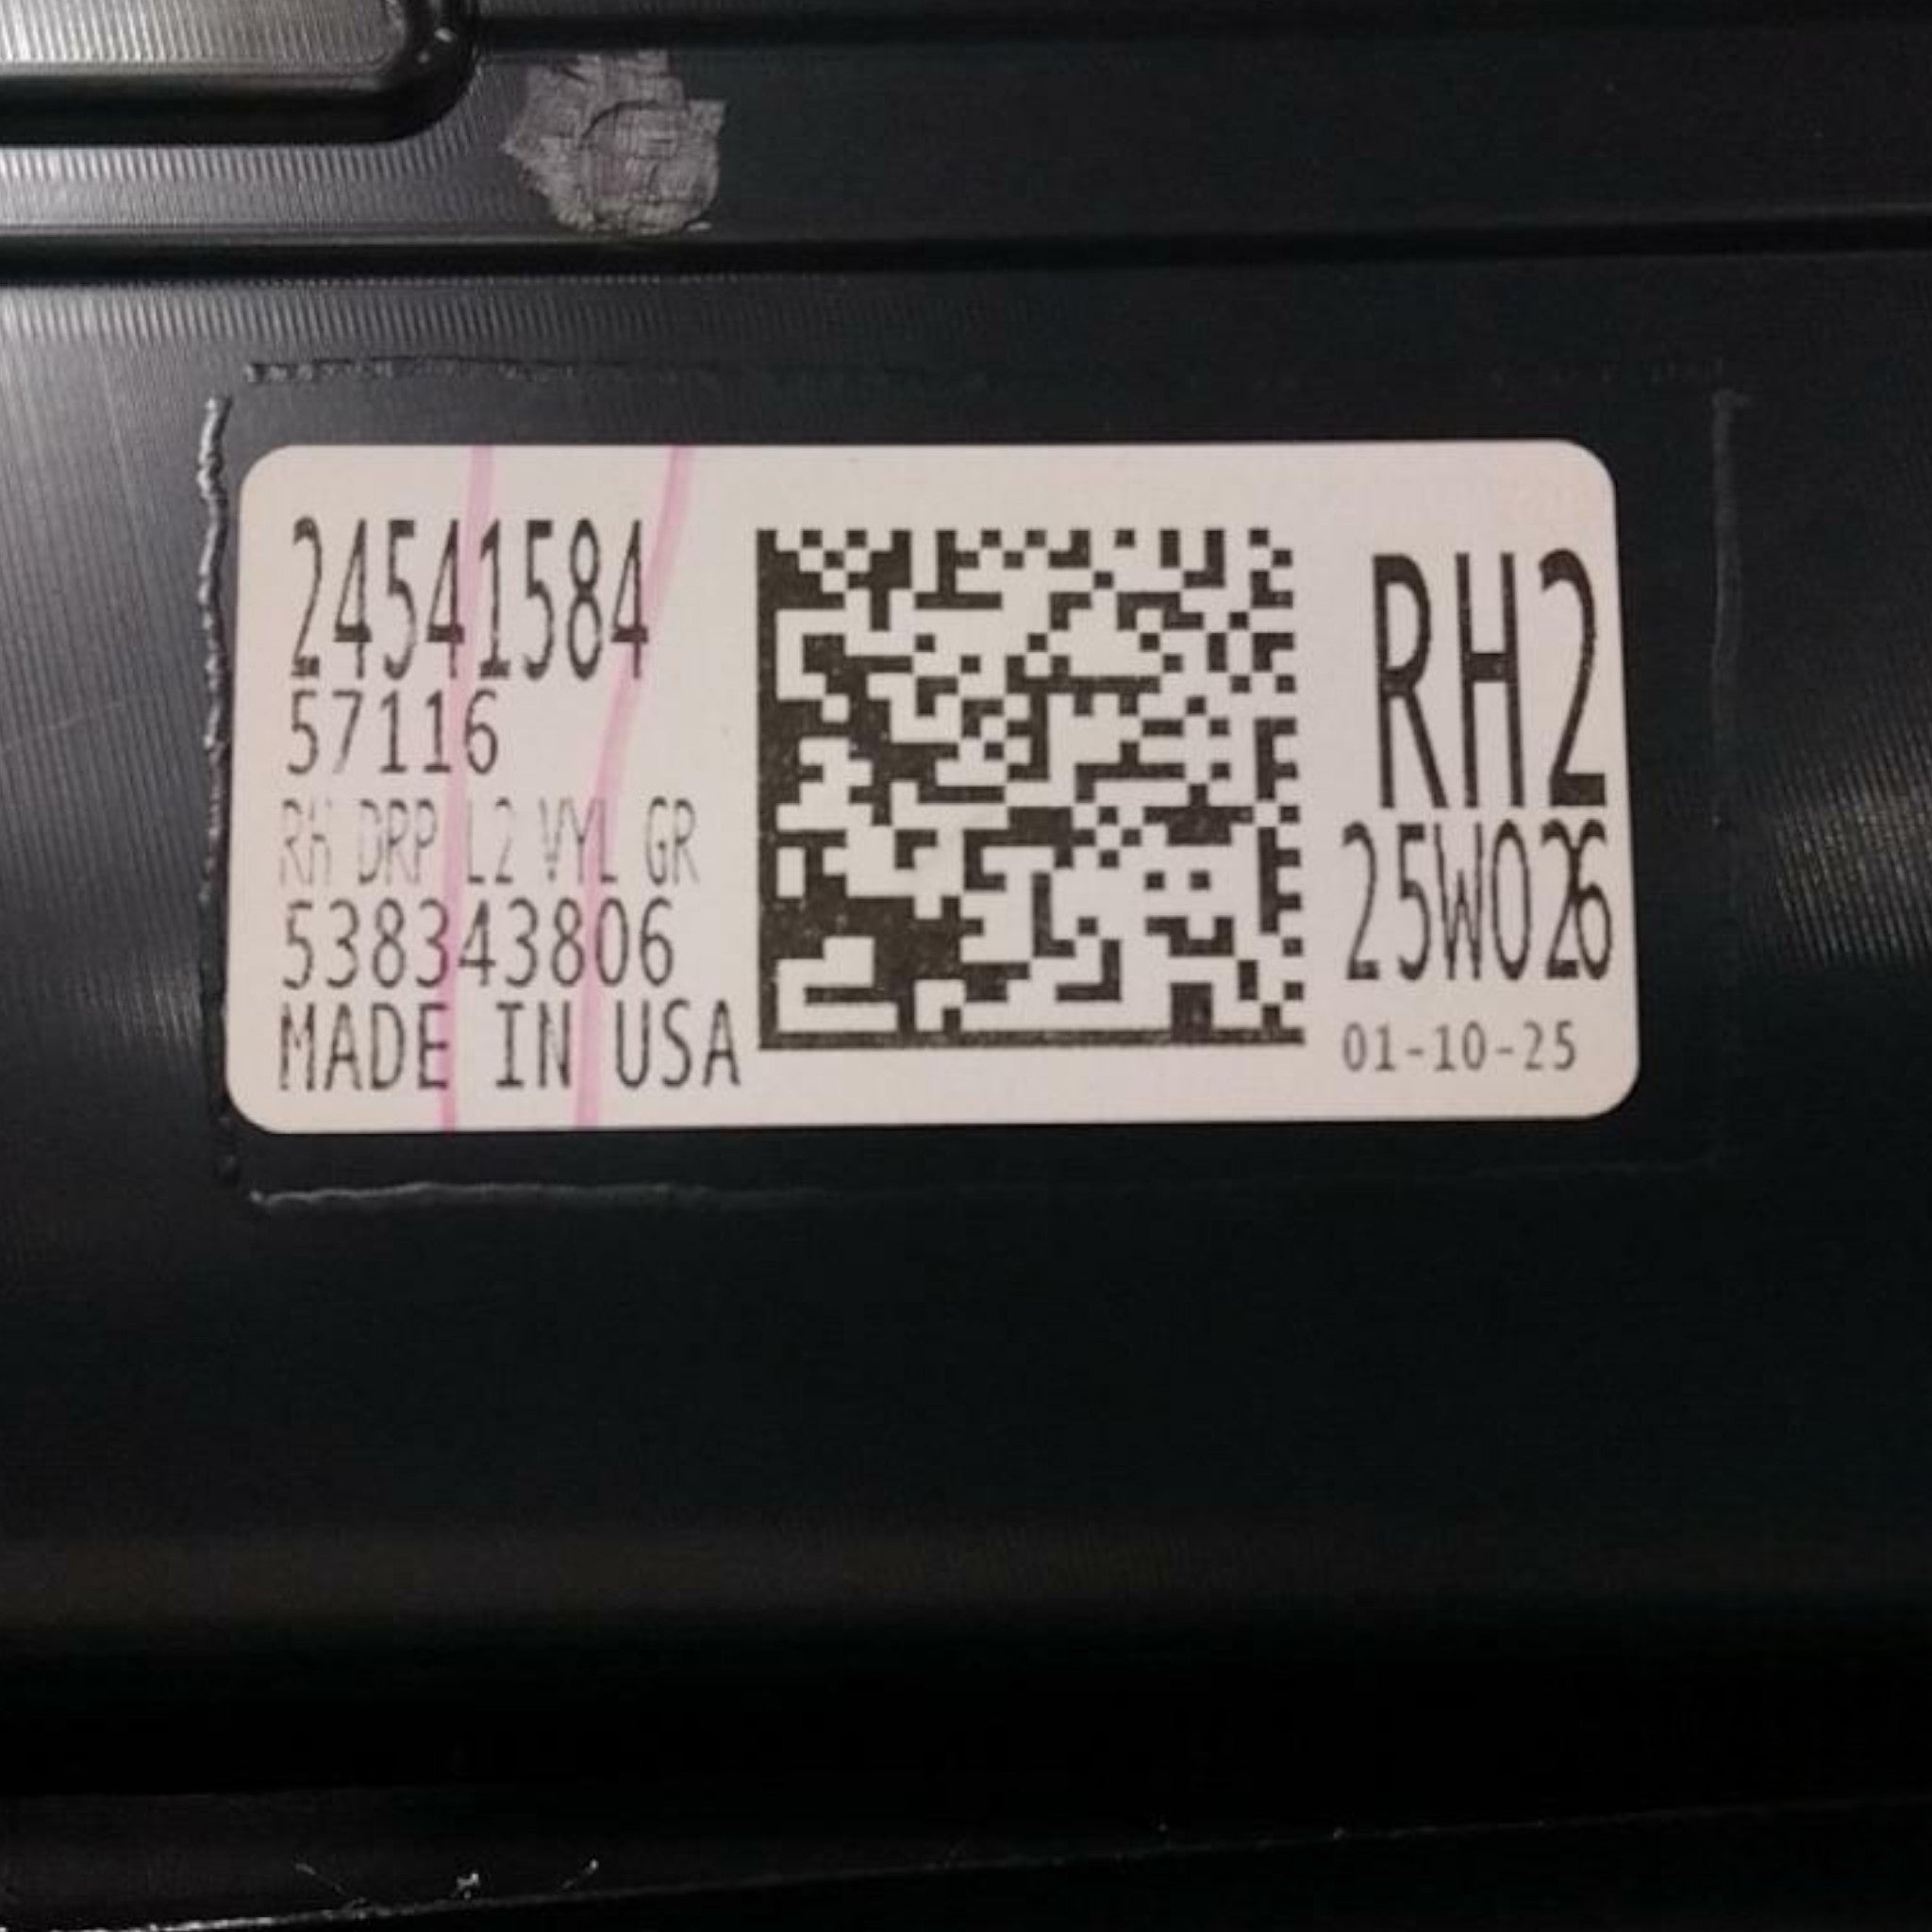 24541584
57116
RH DRP L2 VYL GR
538343806
MADE IN USA
RH2
25W026
01-10-25